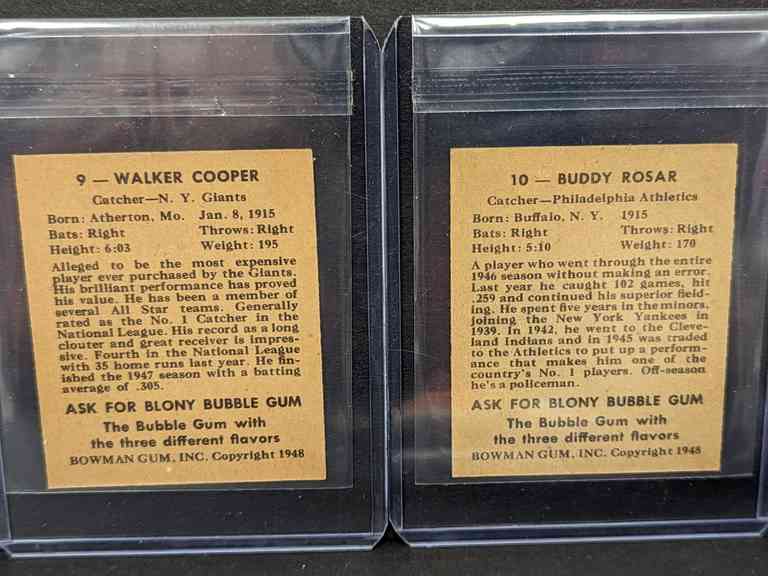 9 — WALKER COOPER
Catcher—N. Y. Giants
Born: Atherton, Mo. Jan. 8, 1915
Bats: Right Throws: Right
Height: 6:03 Weight: 195
Alleged to be the most expensive
player ever purchased by the Giants.
His brilliant performance has proved
his value. He has been a member of
several All Star teams. Generally
rated as the No. 1 Catcher in the
National League. His record as a long
clouter and great receiver is impres-
sive. Fourth in the National League
with 35 home runs last year. He fin-
ished the 1947 season with a batting
average of .305.
ASK FOR BLONY BUBBLE GUM
The Bubble Gum with
the three different flavors
BOWMAN GUM, INC. Copyright 1948
10 — BUDDY ROSAR
Catcher—Philadelphia Athletics
Born: Buffalo, N. Y. 1915
Bats: Right Throws: Right
Height: 5:10 Weight: 170
A player who went through the entire
1946 season without making an error.
Last year he caught 102 games, hit
.259 and continued his superior field-
ing. He spent five years in the minors,
joining the New York Yankees in
1939. In 1942, he went to the Cleve-
land Indians and in 1945 was traded
to the Athletics to put up a perform-
ance that makes him one of the
country's No. 1 players. Off-season
he's a policeman.
ASK FOR BLONY BUBBLE GUM
The Bubble Gum with
the three different flavors
BOWMAN GUM, INC. Copyright 1948